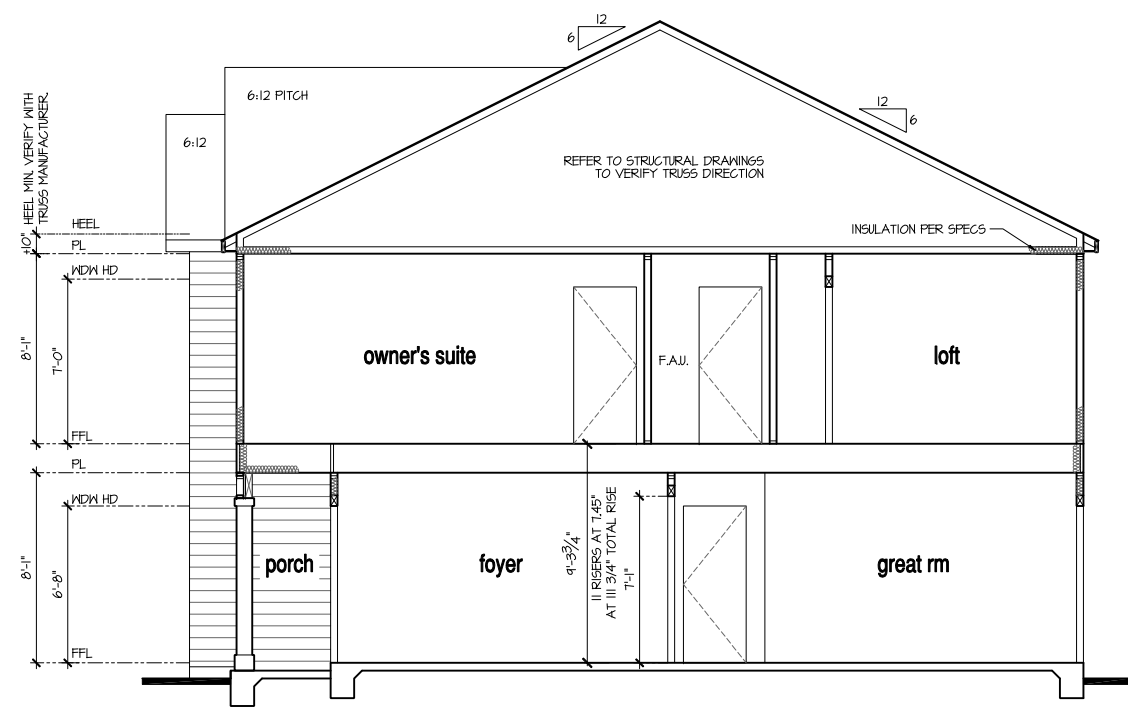 12
6
6:12 PITCH
12
6
6:12
REFER TO STRUCTURAL DRAWINGS
TO VERIFY TRUSS DIRECTION
HEEL MIN. VERIFY WITH
TRUSS MANUFACTURER.
±10"
HEEL
INSULATION PER SPECS
PL
WDW HD
8'-1"
7'-0"
owner's suite
F.A.U.
loft
FFL
PL
WDW HD
8'-1"
6'-8"
porch
foyer
9'-3 3/4"
11 RISERS AT 7.45"
AT 111 3/4" TOTAL RISE
7'-1"
great rm
FFL